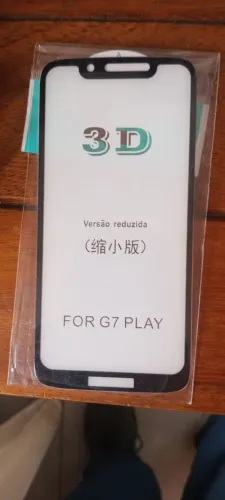 3D
Versão reduzida
（缩小版）
FOR G7 PLAY